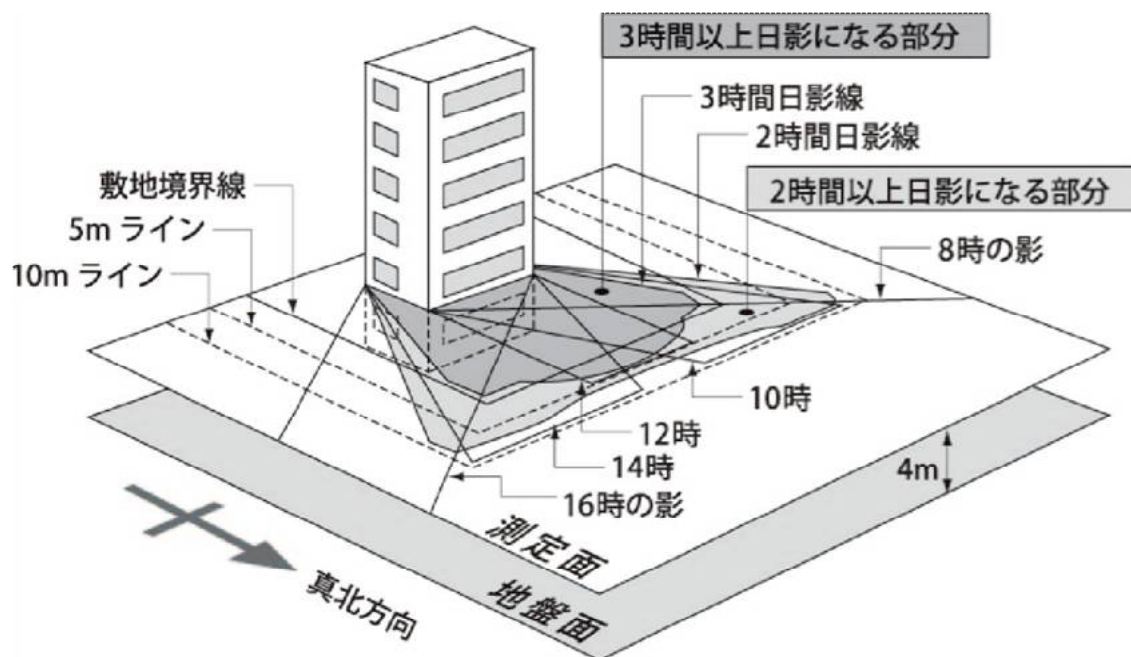 3時間以上日影になる部分
3時間日影線
2時間日影線
敷地境界線
2時間以上日影になる部分
5m ライン
8時の影
10m ライン
10時
12時
14時
4m
16時の影
測定面
地盤面
真北方向